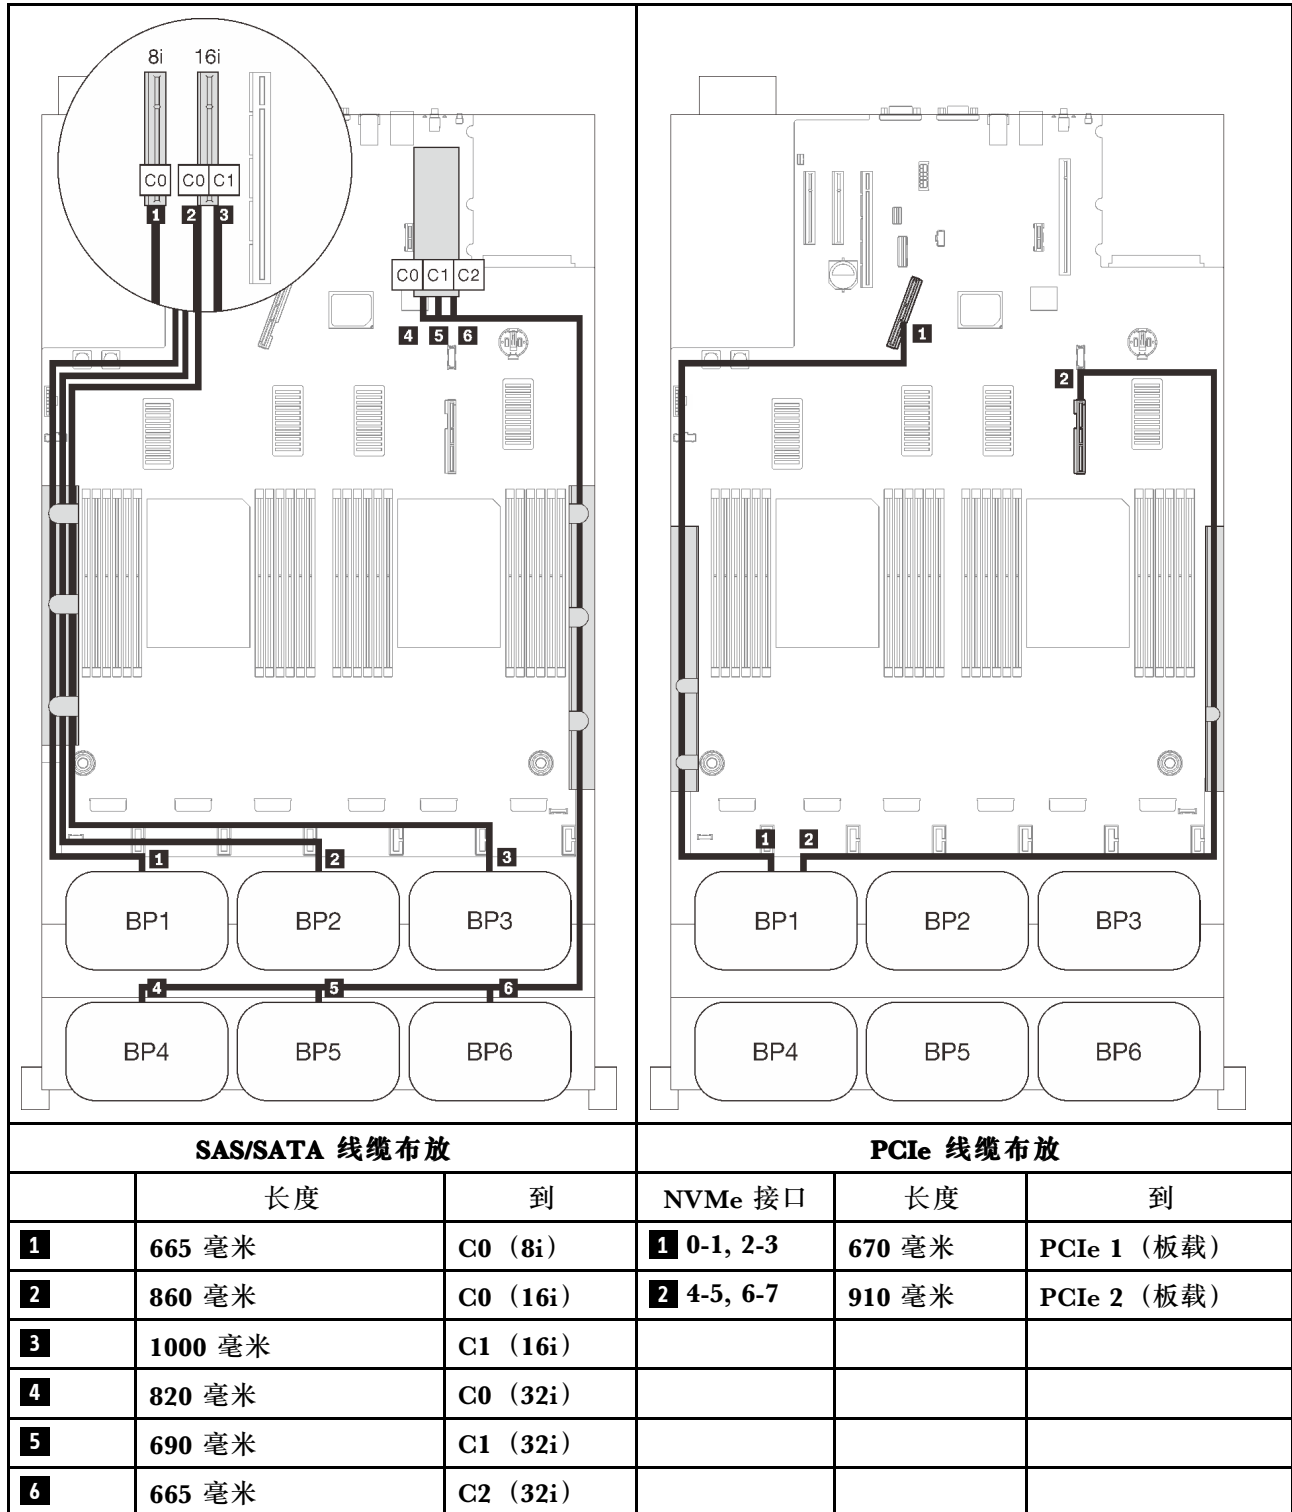 8i 16i
C0 C0 C1
1 2 3
C0 C1 C2
4 5 6
1 2 3
BP1 BP2 BP3
4 5 6
BP4 BP5 BP6
1
2
1 2
BP1 BP2 BP3
BP4 BP5 BP6
SAS/SATA 线缆布放 PCIe 线缆布放
长度 到 NVMe 接口 长度 到
1 665 毫米 C0（8i） 1 0-1, 2-3 670 毫米 PCIe 1（板载）
2 860 毫米 C0（16i） 2 4-5, 6-7 910 毫米 PCIe 2（板载）
3 1000 毫米 C1（16i）
4 820 毫米 C0（32i）
5 690 毫米 C1（32i）
6 665 毫米 C2（32i）